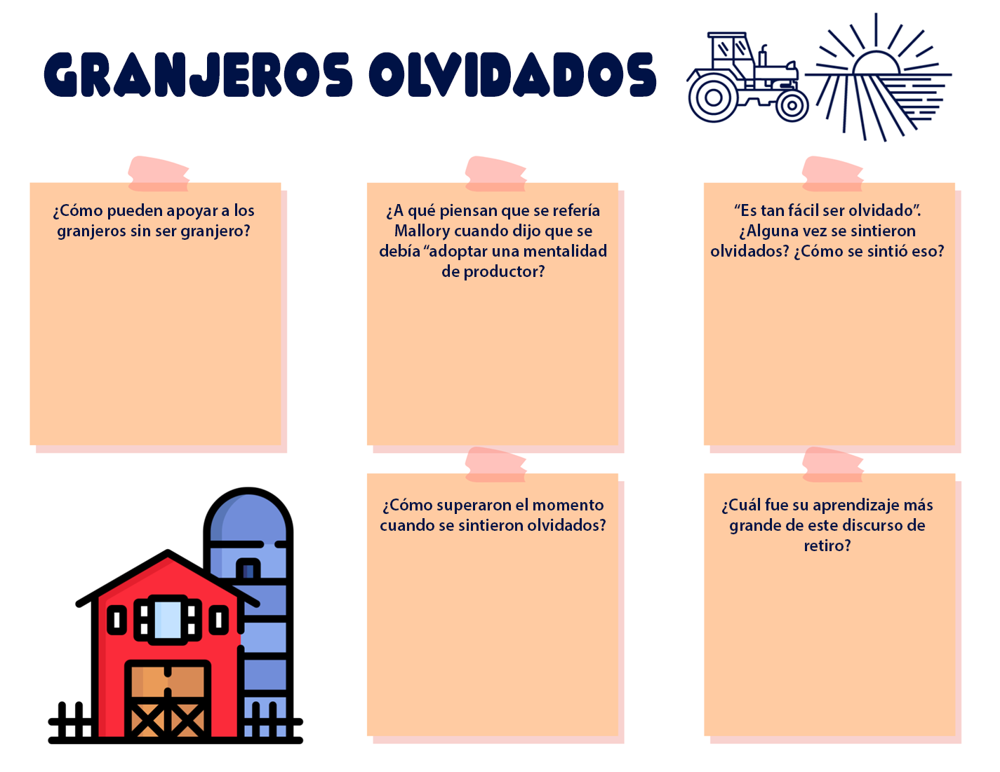 GRANJEROS OLVIDADOS
¿Cómo pueden apoyar a los
granjeros sin ser granjero?
¿A qué piensan que se refería
Mallory cuando dijo que se
debía “adoptar una mentalidad
de productor?
“Es tan fácil ser olvidado”.
¿Alguna vez se sintieron
olvidados? ¿Cómo se sintió eso?
¿Cómo superaron el momento
cuando se sintieron olvidados?
¿Cuál fue su aprendizaje más
grande de este discurso de
retiro?